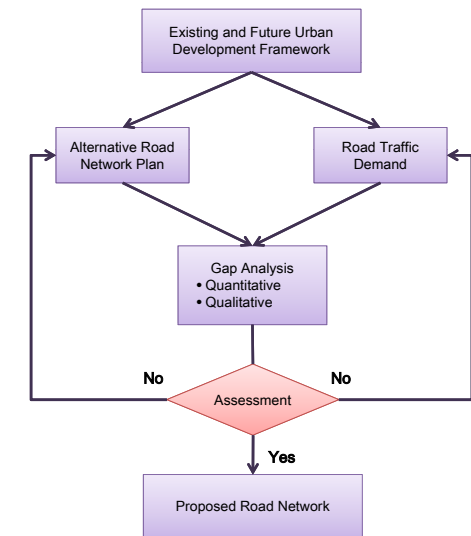 Existing and Future Urban
Development Framework
Alternative Road
Network Plan
Road Traffic
Demand
Gap Analysis
• Quantitative
• Qualitative
No
No
Assessment
Yes
Proposed Road Network